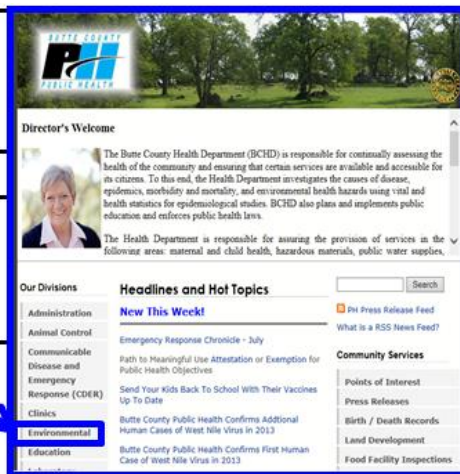 BUTTE COUNTY
PH
PUBLIC HEALTH
Director's Welcome
The Butte County Health Department (BCHD) is responsible for continually assessing the
health of the community and ensuring that certain services are available and accessible for
its citizens. To this end, the Health Department investigates the causes of disease,
epidemics, morbidity and mortality, and environmental health hazards using vital and
health statistics for epidemiological studies. BCHD also plans and implements public
education and enforces public health laws.
The Health Department is responsible for assuring the provision of services in the
following areas: maternal and child health, hazardous materials, public water supplies,
Our Divisions
Administration
Animal Control
Communicable
Disease and
Emergency
Response (CDER)
Clinics
Environmental
Education
Laboratory
Headlines and Hot Topics
New This Week!
Emergency Response Chronicle - July
Path to Meaningful Use Attestation or Exemption for
Public Health Objectives
Send Your Kids Back To School With Their Vaccines
Up To Date
Butte County Public Health Confirms Addtional
Human Cases of West Nile Virus in 2013
Butte County Public Health Confirms First Human
Case of West Nile Virus in 2013
Search
PH Press Release Feed
What is a RSS News Feed?
Community Services
Points of Interest
Press Releases
Birth / Death Records
Land Development
Food Facility Inspections